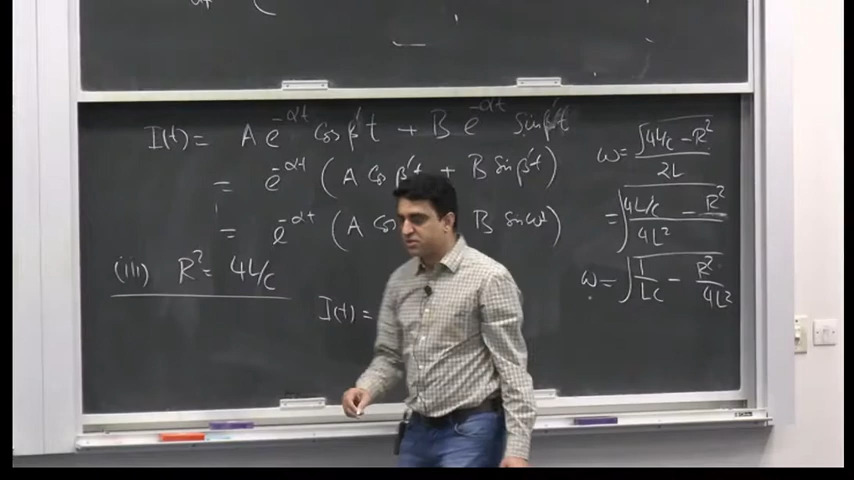 I(t) = A e^{-αt} Cos β't + B e^{-αt} Sin β't
= e^{-αt} (A Cos β't + B Sin β't)
= e^{-αt} (A Cos B Sin ωt)
(iii) R² = 4L/C
I(t) =
ω = √(4L/C - R²) / 2L
= √((4L/C - R²) / 4L²)
ω = √(1/LC - R²/4L²)